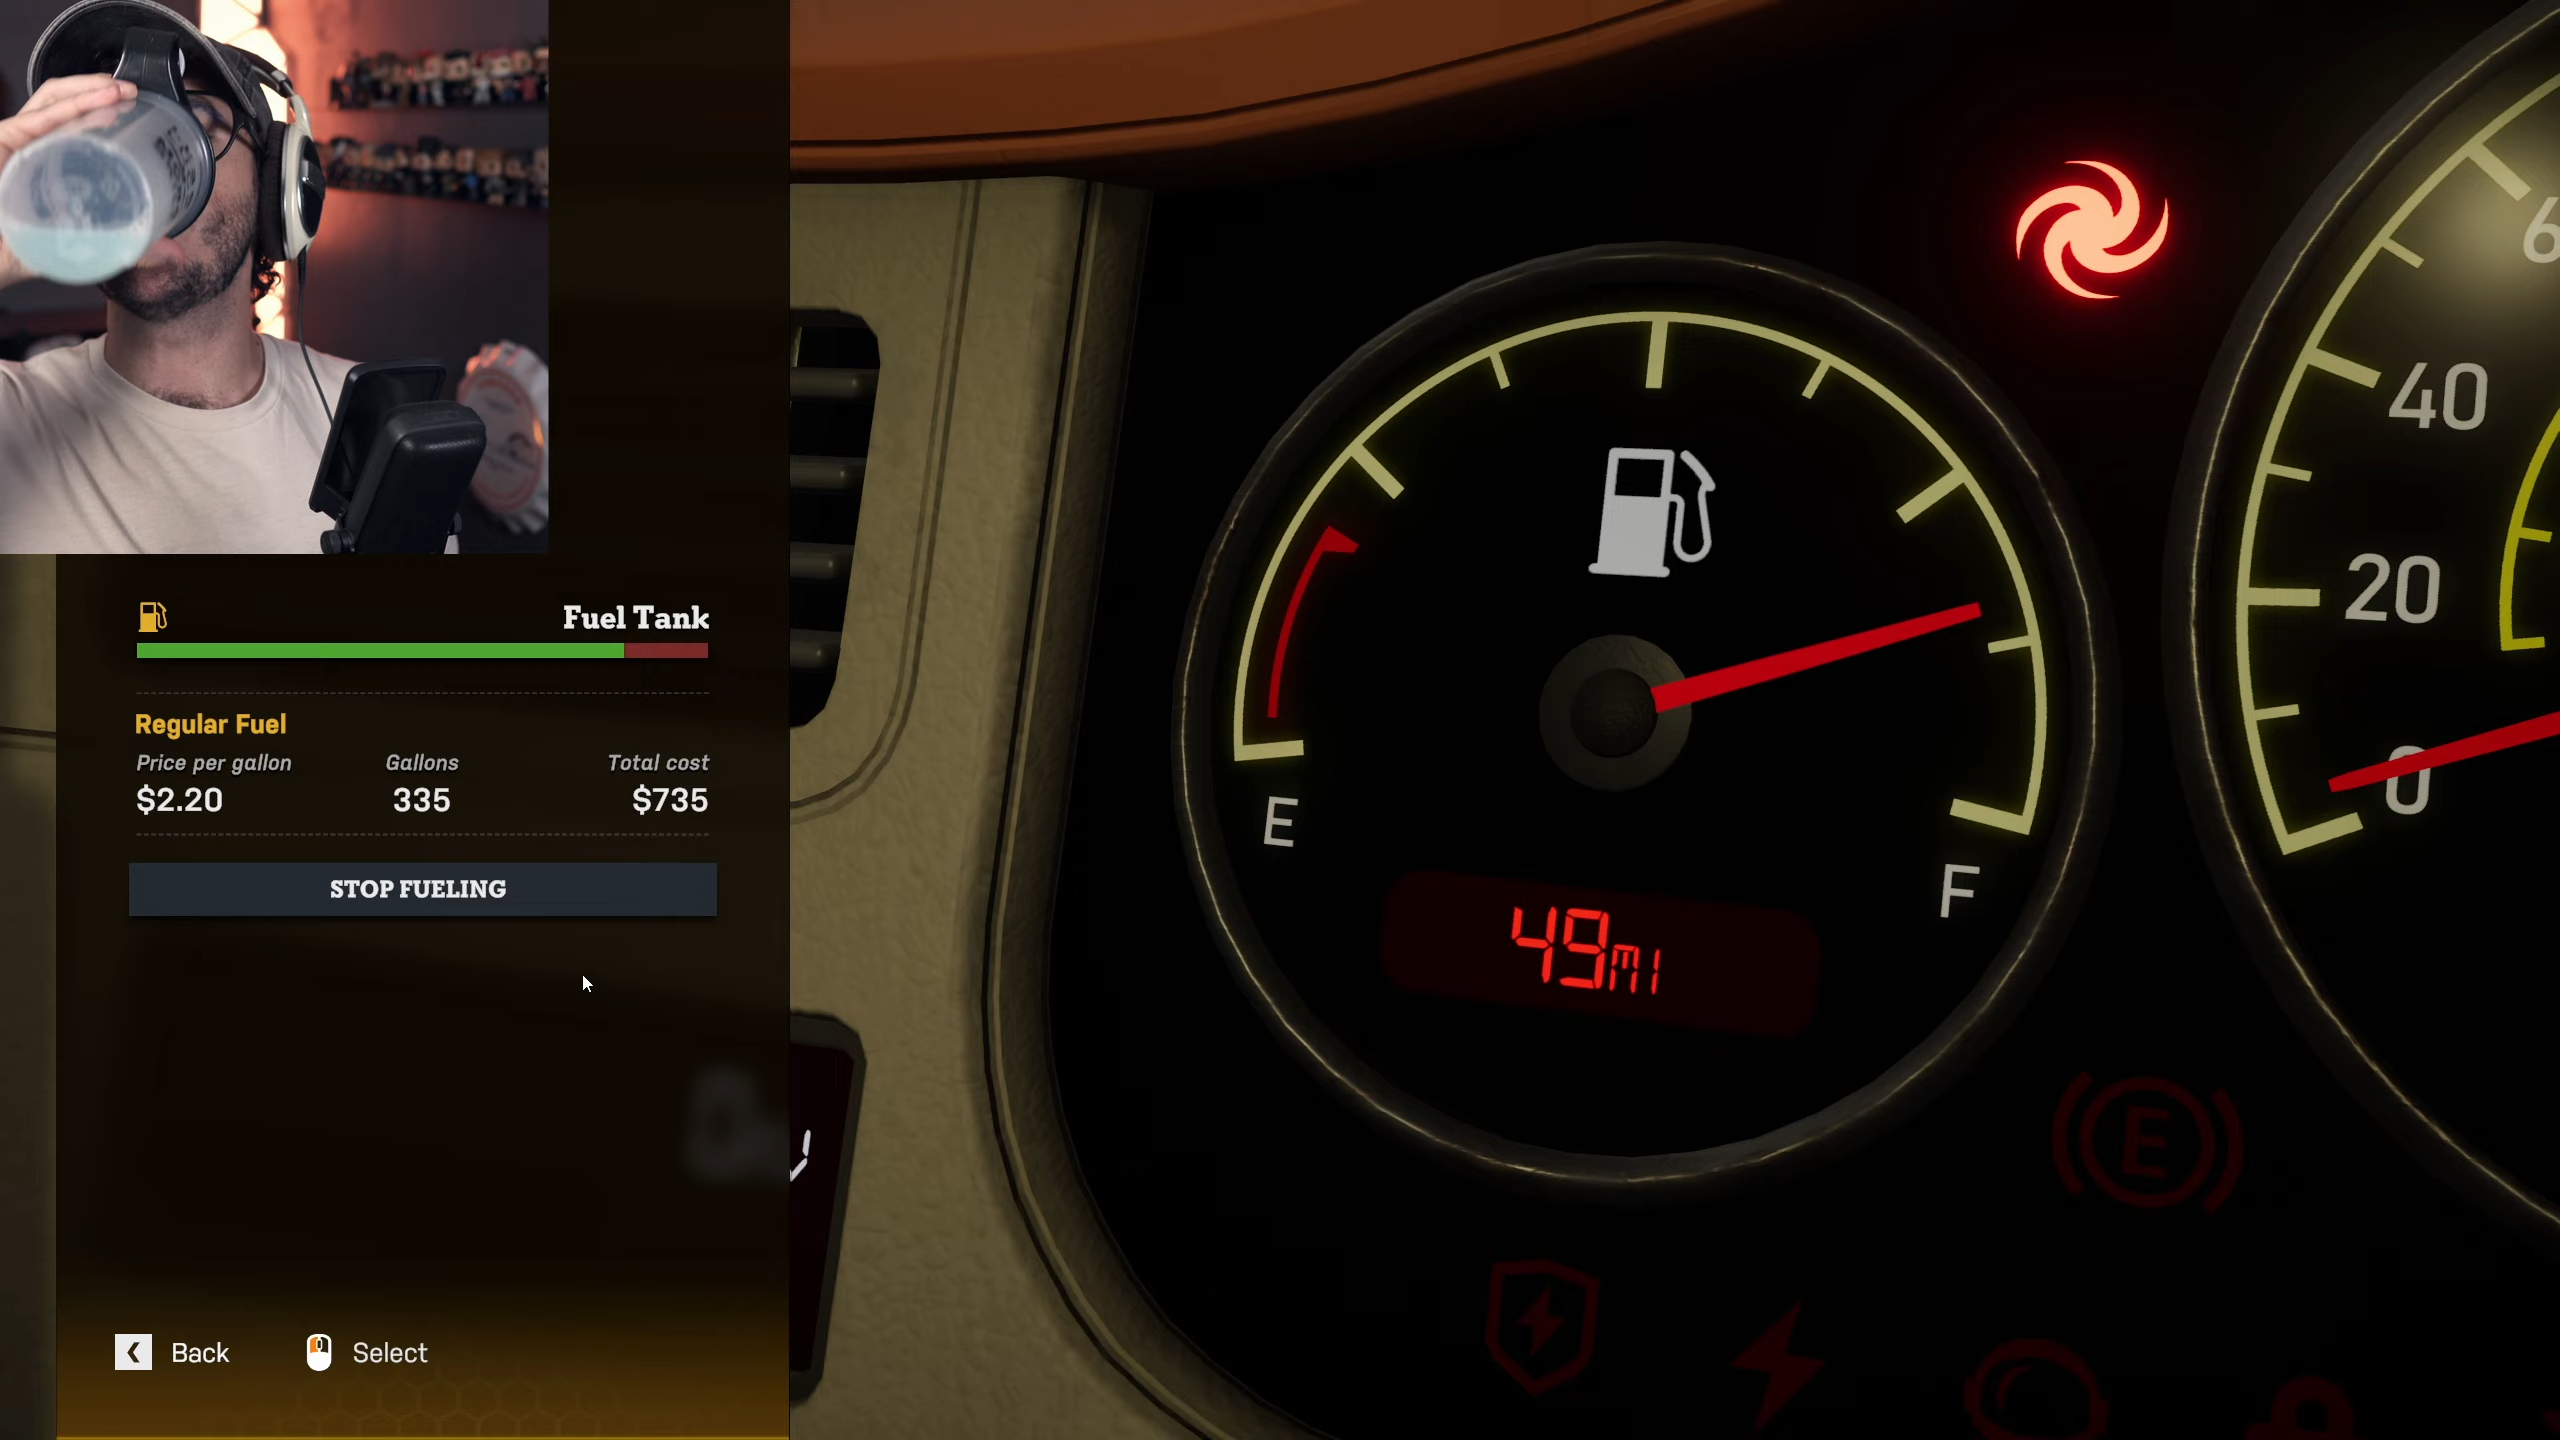 Fuel Tank
Regular Fuel
Price per gallon Gallons Total cost
$2.20 335 $735
STOP FUELING
Back Select
E
F
49mi
6
40
20
0
E